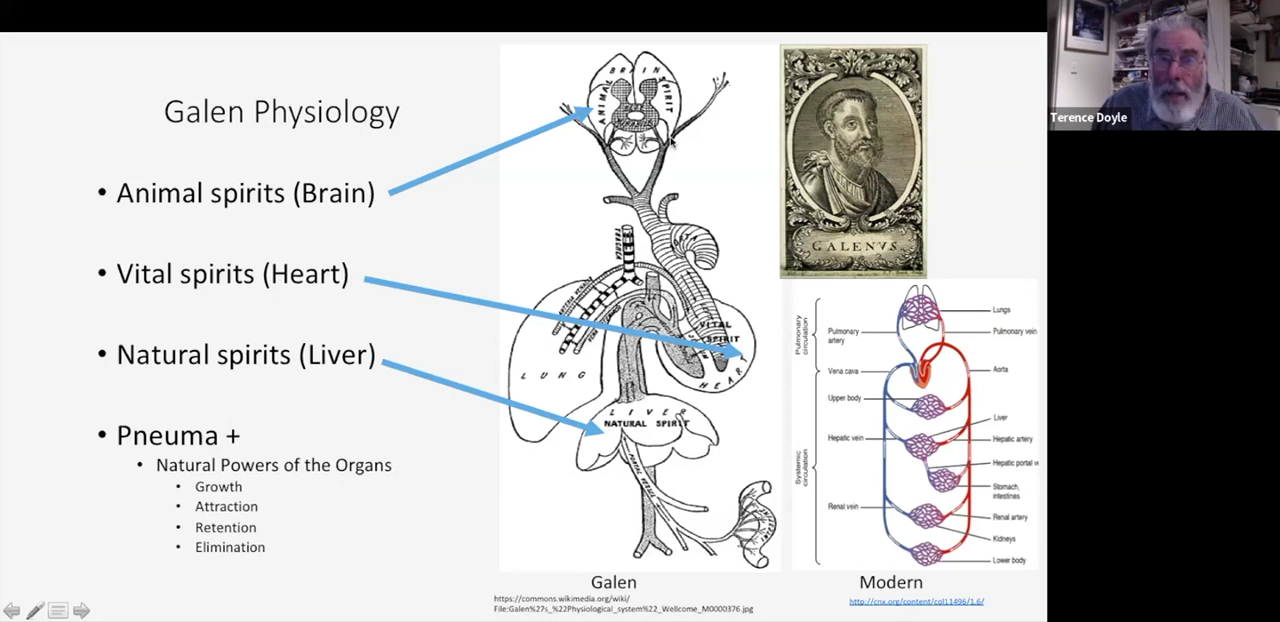 Galen Physiology
• Animal spirits (Brain)
• Vital spirits (Heart)
• Natural spirits (Liver)
• Pneuma +
• Natural Powers of the Organs
• Growth
• Attraction
• Retention
• Elimination
BRAIN
ANIMAL SPIRIT
TRACHEA
VITAL
SPIRIT
HEART
LUNG
LIVER
NATURAL SPIRIT
Galen
https://commons.wikimedia.org/wiki/
File:Galen%27s_%22Physiological_system%22_Wellcome_M0000376.jpg
GALENVS
Pulmonary circulation
Lungs
Pulmonary artery
Pulmonary vein
Vena cava
Aorta
Upper body
Liver
Hepatic vein
Hepatic artery
Hepatic portal v
Systemic circulation
Stomach,
intestines
Renal vein
Renal artery
Kidneys
Lower body
Modern
http://cnx.org/content/col11496/1.6/
Terence Doyle